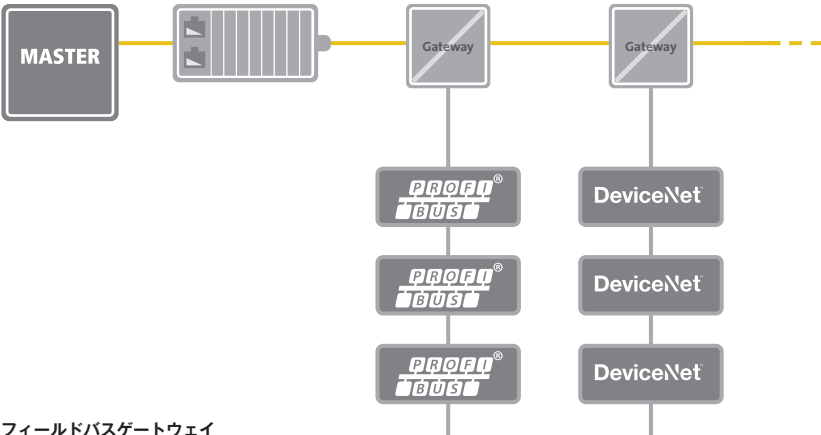 MASTER
Gateway
Gateway
PROFI
BUS
®
DeviceNet
PROFI
BUS
®
DeviceNet
PROFI
BUS
®
DeviceNet
フィールドバスゲートウェイ